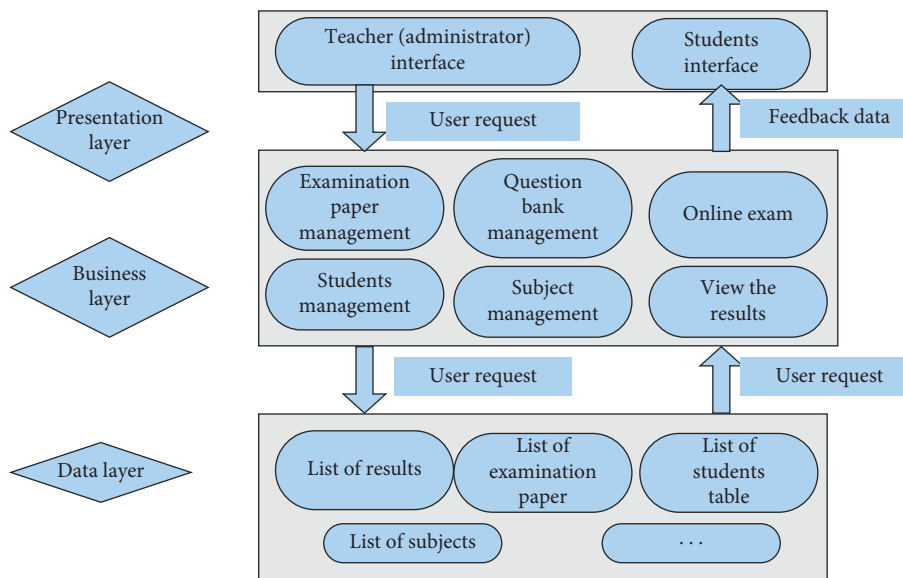 Teacher (administrator)
interface
Students
interface
Presentation
layer
User request
Feedback data
Examination
paper
management
Question
bank
management
Online exam
Business
layer
Students
management
Subject
management
View the
results
User request
User request
Data layer
List of results
List of
examination
paper
List of
students
table
List of subjects
...